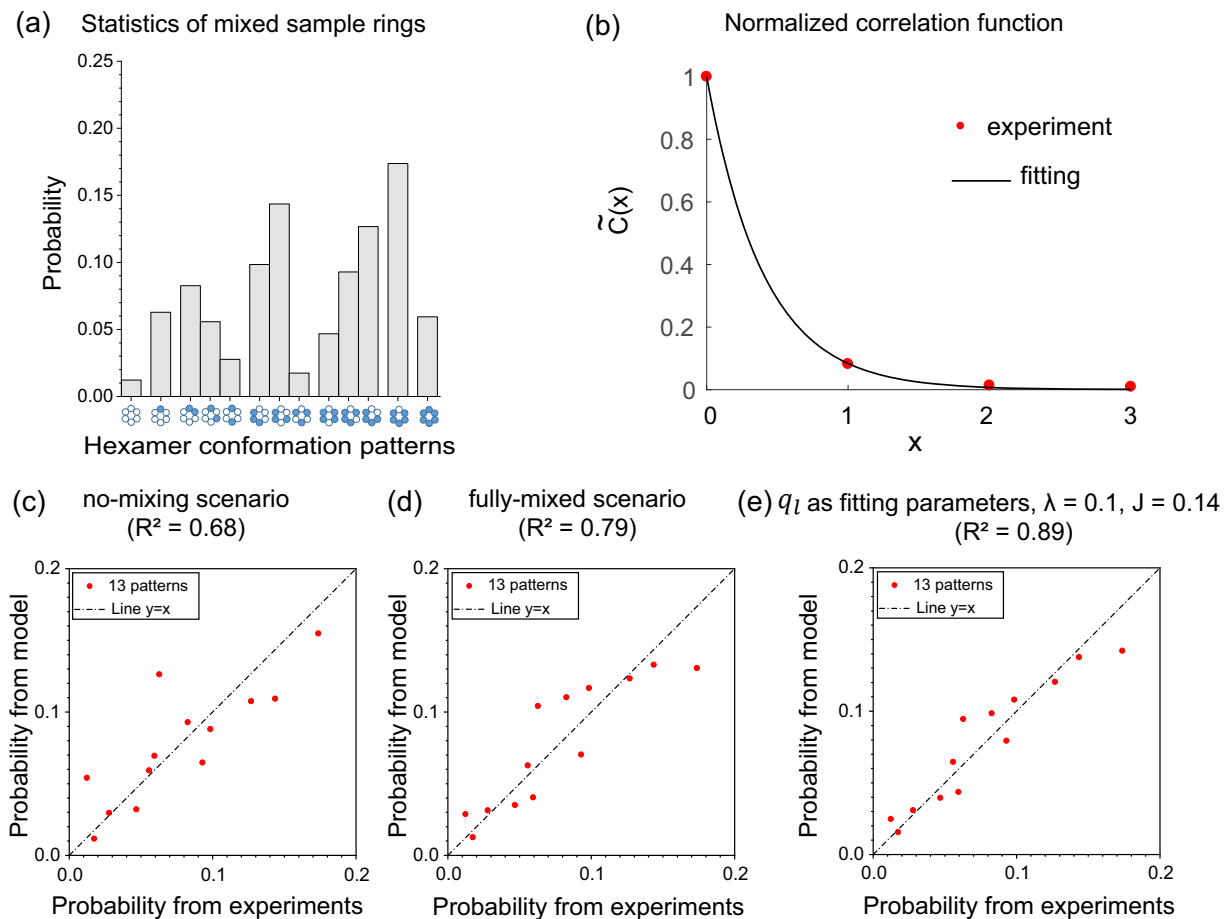 (a) Statistics of mixed sample rings
0.25
0.20
0.15
0.10
0.05
0.00
Probability
Hexamer conformation patterns
(b) Normalized correlation function
1
0.8
0.6
0.4
0.2
0
C̃(x)
experiment
fitting
0 1 2 3
x
(c) no-mixing scenario
(R² = 0.68)
0.2
0.1
0.0
Probability from model
13 patterns
Line y=x
0.0 0.1 0.2
Probability from experiments
(d) fully-mixed scenario
(R² = 0.79)
0.2
0.1
0.0
Probability from model
13 patterns
Line y=x
0.0 0.1 0.2
Probability from experiments
(e) qₗ as fitting parameters, λ = 0.1, J = 0.14
(R² = 0.89)
0.2
0.1
0.0
Probability from model
13 patterns
Line y=x
0.0 0.1 0.2
Probability from experiments